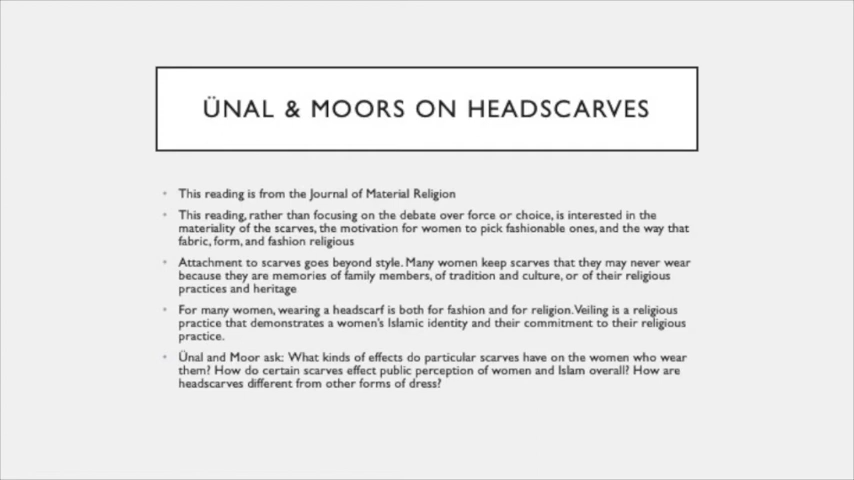 ÜNAL & MOORS ON HEADSCARVES
• This reading is from the Journal of Material Religion
• This reading, rather than focusing on the debate over force or choice, is interested in the
materiality of the scarves, the motivation for women to pick fashionable ones, and the way that
fabric, form, and fashion religious
• Attachment to scarves goes beyond style. Many women keep scarves that they may never wear
because they are memories of family members, of tradition and culture, or of their religious
practices and heritage
• For many women, wearing a headscarf is both for fashion and for religion. Veiling is a religious
practice that demonstrates a women's Islamic identity and their commitment to their religious
practice.
• Ünal and Moor ask: What kinds of effects do particular scarves have on the women who wear
them? How do certain scarves effect public perception of women and Islam overall? How are
headscarves different from other forms of dress?